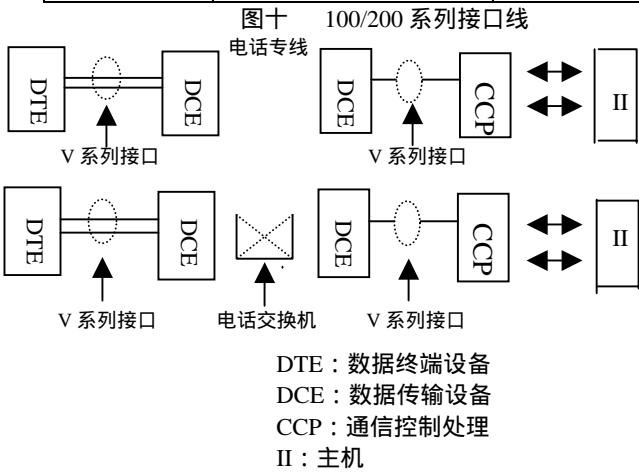 图十 100/200 系列接口线
电话专线
DTE DCE DCE CCP II
V 系列接口 V 系列接口
DTE DCE DCE CCP II
V 系列接口 电话交换机 V 系列接口
DTE：数据终端设备
DCE：数据传输设备
CCP：通信控制处理
II：主机